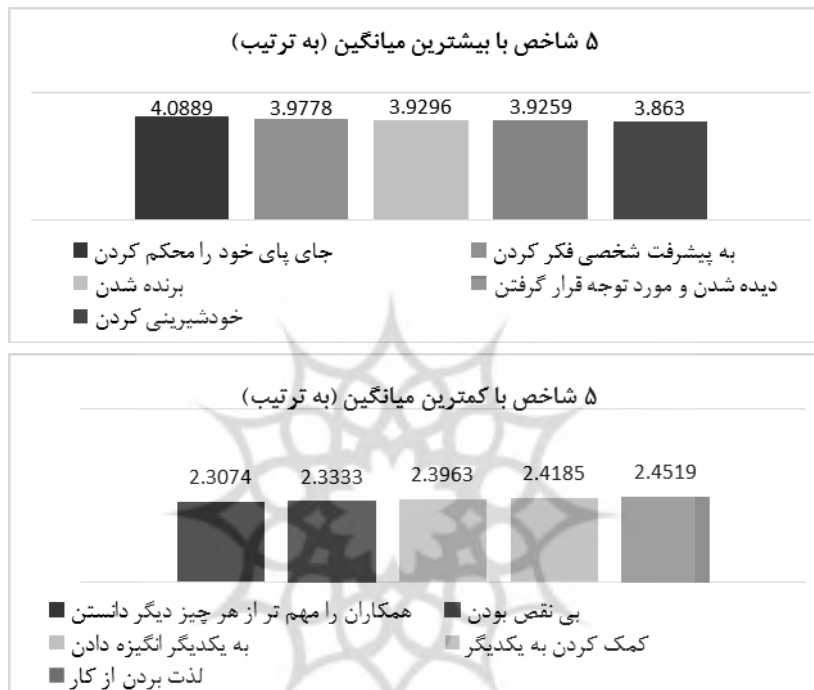 ۵ شاخص با بیشترین میانگین (به ترتیب)
4.0889 3.9778 3.9296 3.9259 3.863
جای پای خود را محکم کردن به پیشرفت شخصی فکر کردن
برنده شدن دیده شدن و مورد توجه قرار گرفتن
خودشیرینی کردن
۵ شاخص با کمترین میانگین (به ترتیب)
2.3074 2.3333 2.3963 2.4185 2.4519
همکاران را مهم تر از هر چیز دیگر دانستن بی نقص بودن
به یکدیگر انگیزه دادن کمک کردن به یکدیگر
لذت بردن از کار